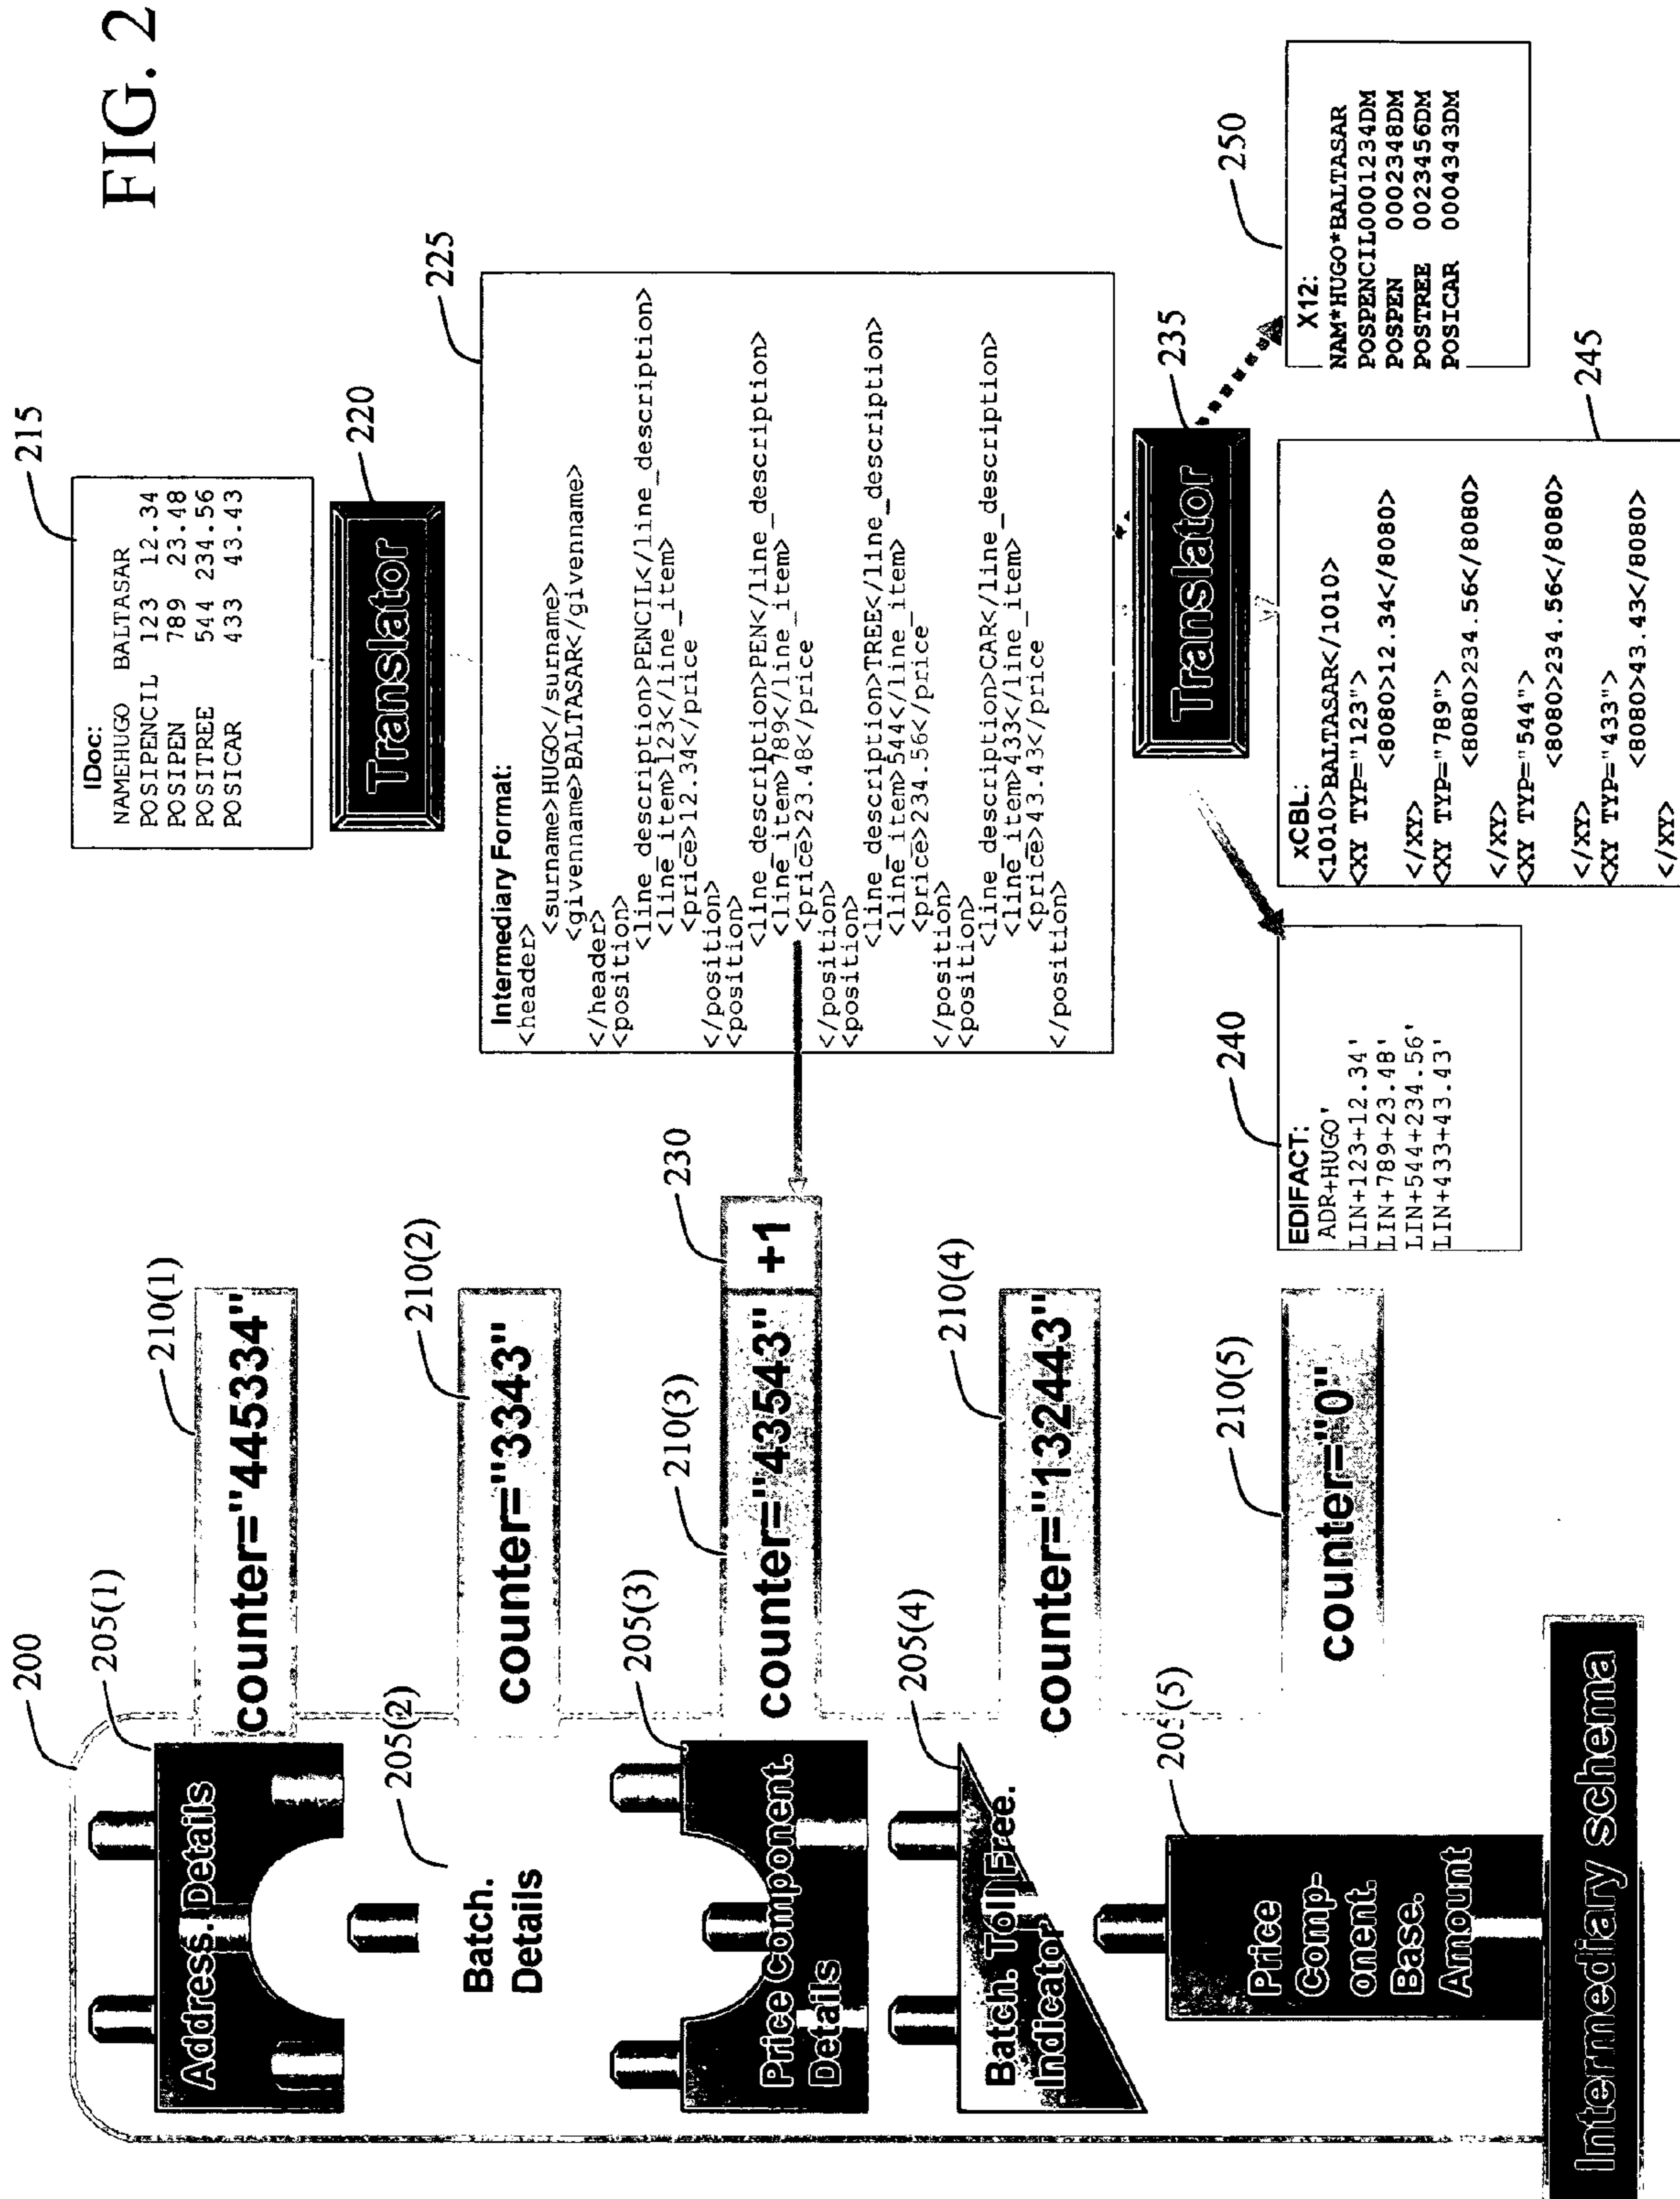 FIG. 2
200
205(1)
Address. Details
210(1)
counter="445334"
205(2)
Batch.
Details
210(2)
counter="3343"
205(3)
Price Component.
Details
210(3)
counter="43543"
230
+1
205(4)
Batch. Toll Free.
Indicator
210(4)
counter="132443"
205(5)
Price
Comp-
onent.
Base.
Amount
210(5)
counter="0"
Intermediary schema
215
IDoc:
NAMEHUGO BALTASAR
POSIPENCIL 123 12.34
POSIPEN 789 23.48
POSITREE 544 234.56
POSICAR 433 43.43
220
Translator
225
Intermediary Format:
<header>
<surname>HUGO</surname>
<givenname>BALTASAR</givenname>
</header>
<position>
<line_description>PENCIL</line_description>
<line_item>123</line_item>
<price>12.34</price
</position>
<position>
<line_description>PEN</line_description>
<line_item>789</line_item>
<price>23.48</price
</position>
<position>
<line_description>TREE</line_description>
<line_item>544</line_item>
<price>234.56</price
</position>
<position>
<line_description>CAR</line_description>
<line_item>433</line_item>
<price>43.43</price
</position>
235
Translator
240
EDIFACT:
ADR+HUGO'
LIN+123+12.34'
LIN+789+23.48'
LIN+544+234.56'
LIN+433+43.43'
245
xCBL:
<1010>BALTASAR</1010>
<XY TYP="123">
<8080>12.34</8080>
</XY>
<XY TYP="789">
<8080>234.56</8080>
</XY>
<XY TYP="544">
<8080>234.56</8080>
</XY>
<XY TYP="433">
<8080>43.43</8080>
</XY>
250
X12:
NAM*HUGO*BALTASAR
POSPENCIL0001234DM
POSPEN 0002348DM
POSTREE 0023456DM
POSICAR 0004343DM